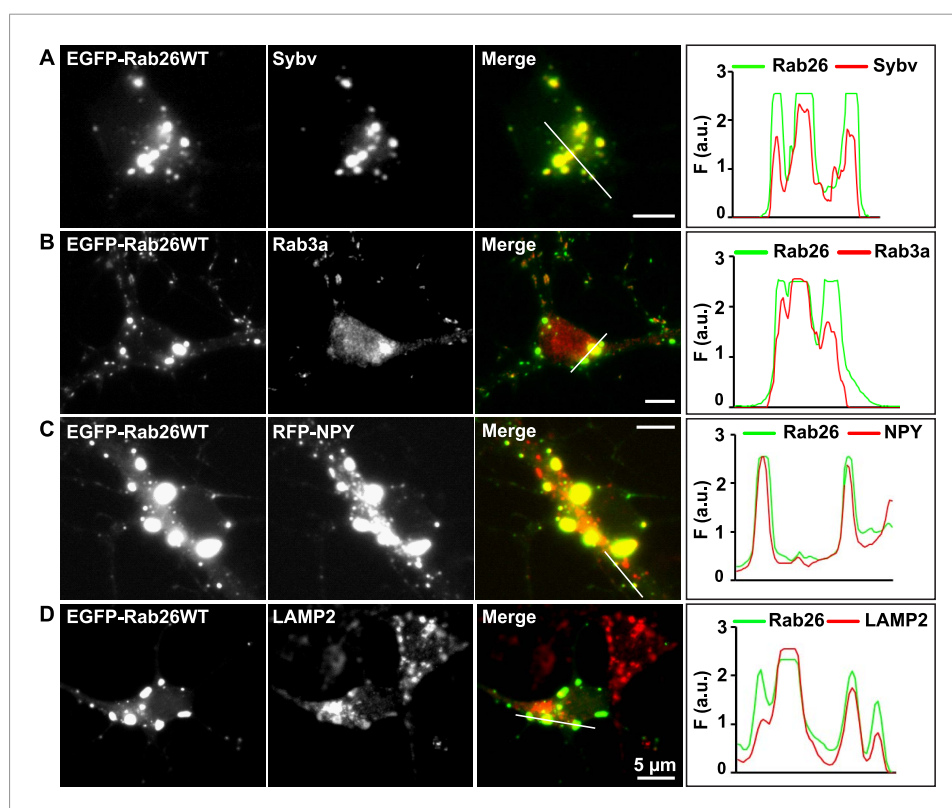 A EGFP-Rab26WT Sybv Merge Rab26 Sybv
3
2
1
0
F (a.u.)
B EGFP-Rab26WT Rab3a Merge Rab26 Rab3a
3
2
1
0
F (a.u.)
C EGFP-Rab26WT RFP-NPY Merge Rab26 NPY
3
2
1
0
F (a.u.)
D EGFP-Rab26WT LAMP2 Merge Rab26 LAMP2
3
2
1
0
F (a.u.)
5 µm